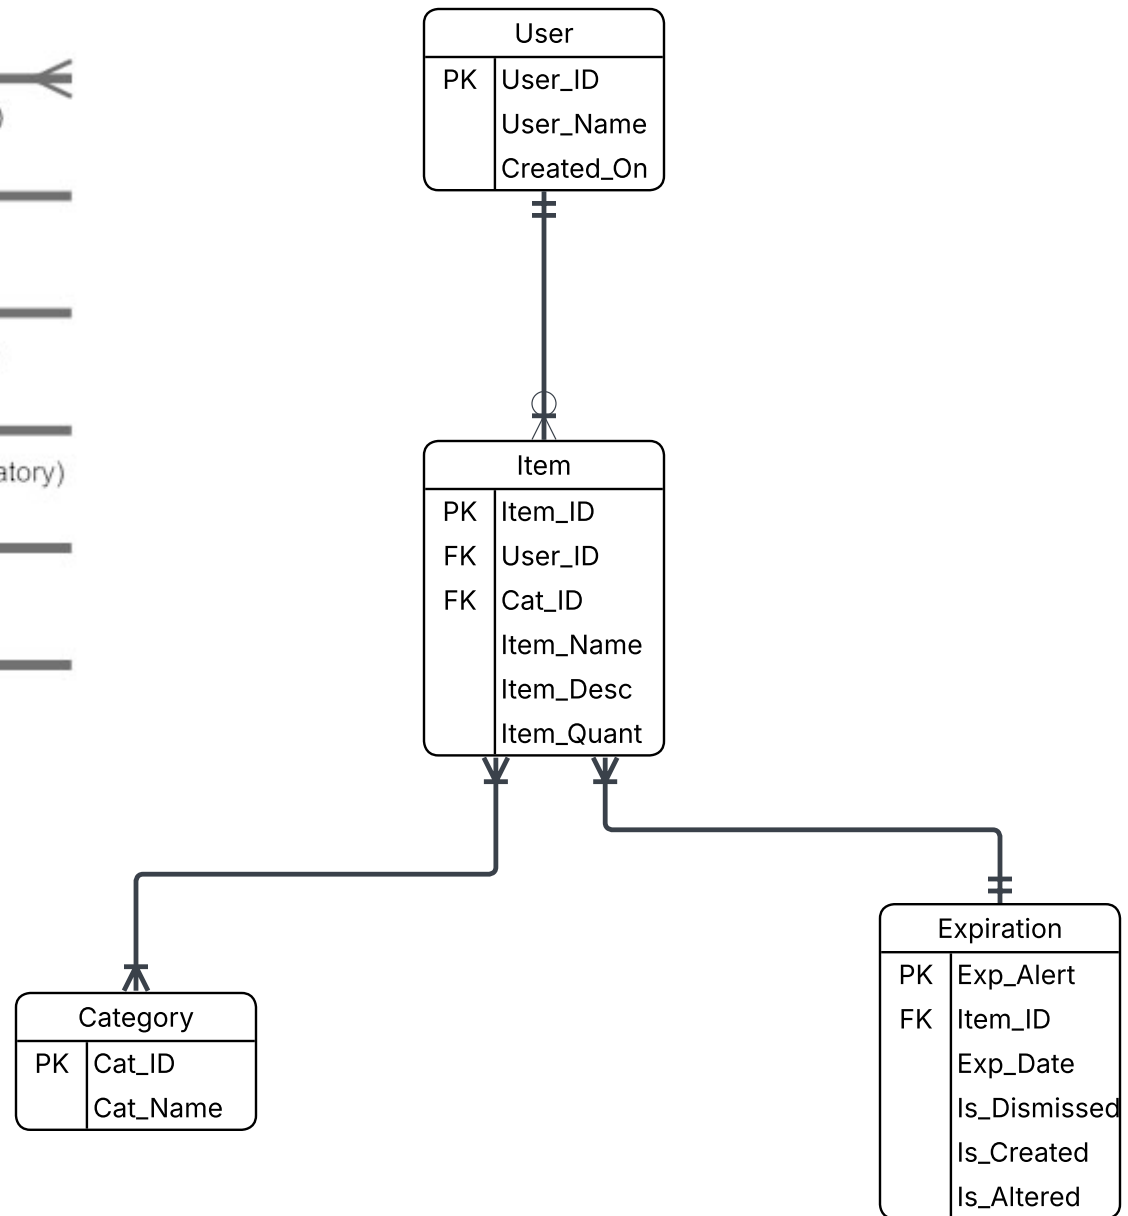 User
PK User_ID
User_Name
Created_On
)
atory)
Item
PK Item_ID
FK User_ID
FK Cat_ID
Item_Name
Item_Desc
Item_Quant
Category
PK Cat_ID
Cat_Name
Expiration
PK Exp_Alert
FK Item_ID
Exp_Date
Is_Dismissed
Is_Created
Is_Altered